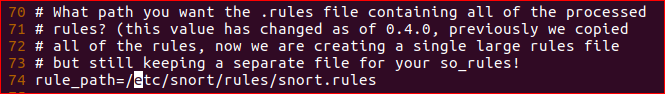 70 # What path you want the .rules file containing all of the processed
71 # rules? (this value has changed as of 0.4.0, previously we copied
72 # all of the rules, now we are creating a single large rules file
73 # but still keeping a separate file for your so_rules!
74 rule_path=/etc/snort/rules/snort.rules